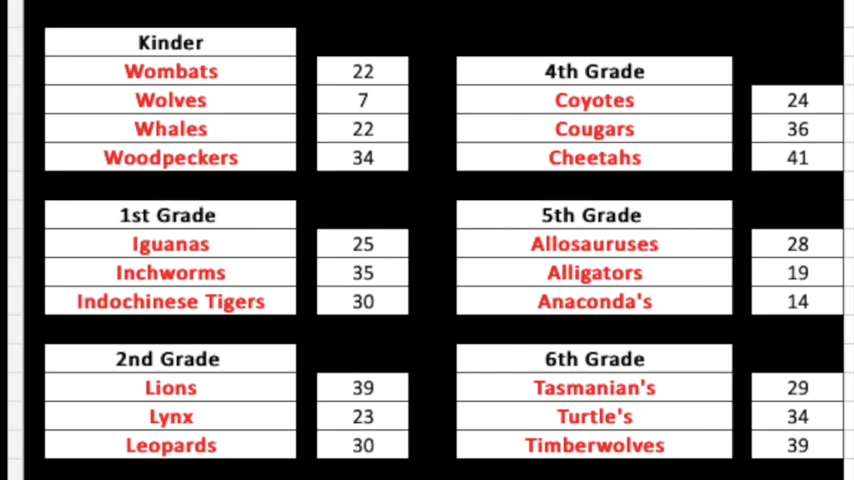 Kinder
Wombats 22
Wolves 7
Whales 22
Woodpeckers 34
1st Grade
Iguanas 25
Inchworms 35
Indochinese Tigers 30
2nd Grade
Lions 39
Lynx 23
Leopards 30
4th Grade
Coyotes 24
Cougars 36
Cheetahs 41
5th Grade
Allosauruses 28
Alligators 19
Anaconda's 14
6th Grade
Tasmanian's 29
Turtle's 34
Timberwolves 39